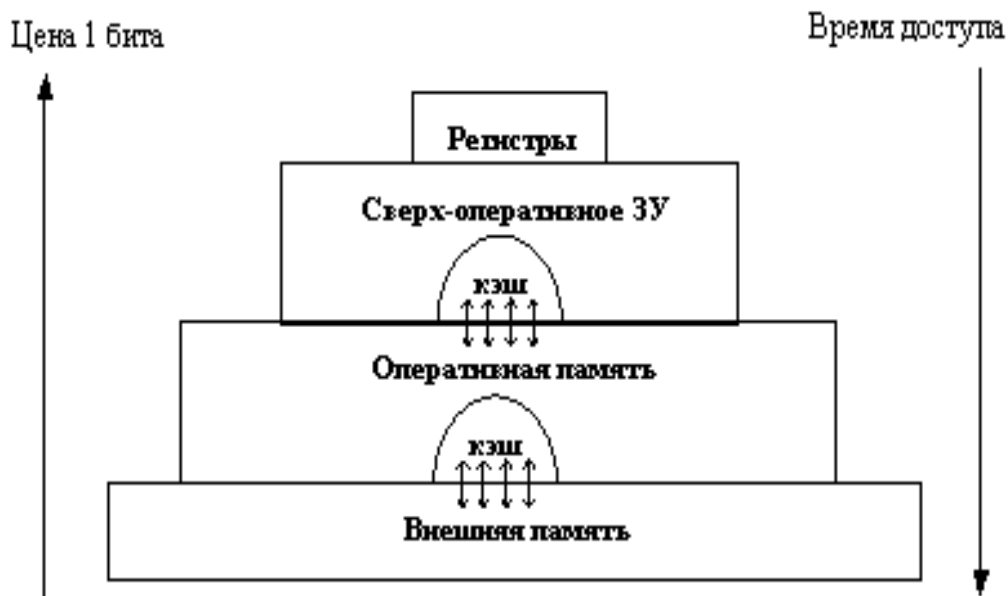 Цена 1 бита
Время доступа
Регистры
Сверх-оперативное ЗУ
кэш
Оперативная память
кэш
Внешняя память